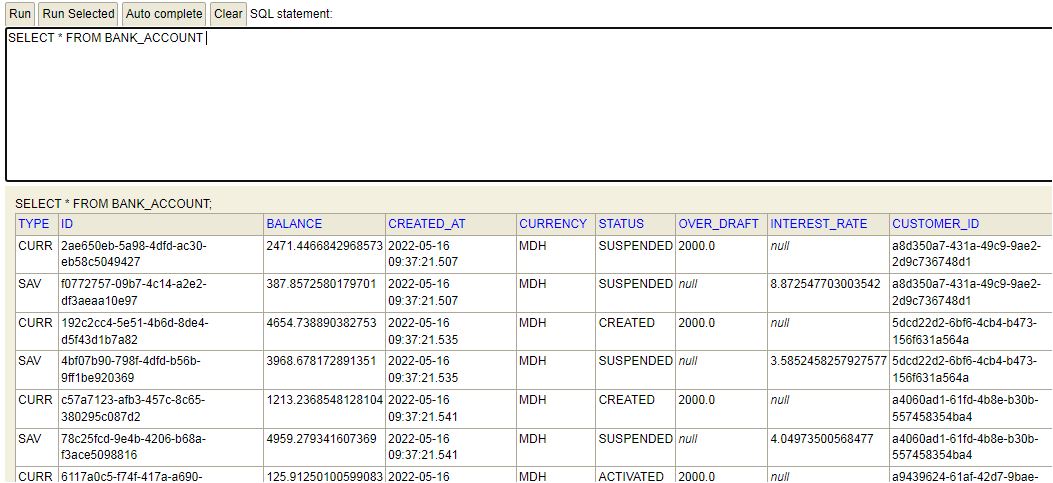 Run Run Selected Auto complete Clear SQL statement:
SELECT * FROM BANK_ACCOUNT
SELECT * FROM BANK_ACCOUNT;
TYPE ID BALANCE CREATED_AT CURRENCY STATUS OVER_DRAFT INTEREST_RATE CUSTOMER_ID
CURR 2ae650eb-5a98-4dfd-ac30- 2471.4466842968573 2022-05-16 MDH SUSPENDED 2000.0 null a8d350a7-431a-49c9-9ae2-
eb58c5049427 09:37:21.507 2d9c736748d1
SAV f0772757-09b7-4c14-a2e2- 387.8572580179701 2022-05-16 MDH SUSPENDED null 8.872547703003542 a8d350a7-431a-49c9-9ae2-
df3aeaa10e97 09:37:21.507 2d9c736748d1
CURR 192c2cc4-5e51-4b6d-8de4- 4654.738890382753 2022-05-16 MDH CREATED 2000.0 null 5dcd22d2-6bf6-4cb4-b473-
d5f43d1b7a82 09:37:21.535 156f631a564a
SAV 4bf07b90-798f-4dfd-b56b- 3968.678172891351 2022-05-16 MDH SUSPENDED null 3.5852458257927577 5dcd22d2-6bf6-4cb4-b473-
9ff1be920369 09:37:21.535 156f631a564a
CURR c57a7123-afb3-457c-8c65- 1213.2368548128104 2022-05-16 MDH CREATED 2000.0 null a4060ad1-61fd-4b8e-b30b-
380295c087d2 09:37:21.541 557458354ba4
SAV 78c25fcd-9e4b-4206-b68a- 4959.279341607369 2022-05-16 MDH SUSPENDED null 4.04973500568477 a4060ad1-61fd-4b8e-b30b-
f3ace5098816 09:37:21.541 557458354ba4
CURR 6117a0c5-f74f-417a-a690- 125.91250100599083 2022-05-16 MDH ACTIVATED 2000.0 null a9439624-61af-42d7-9bae-